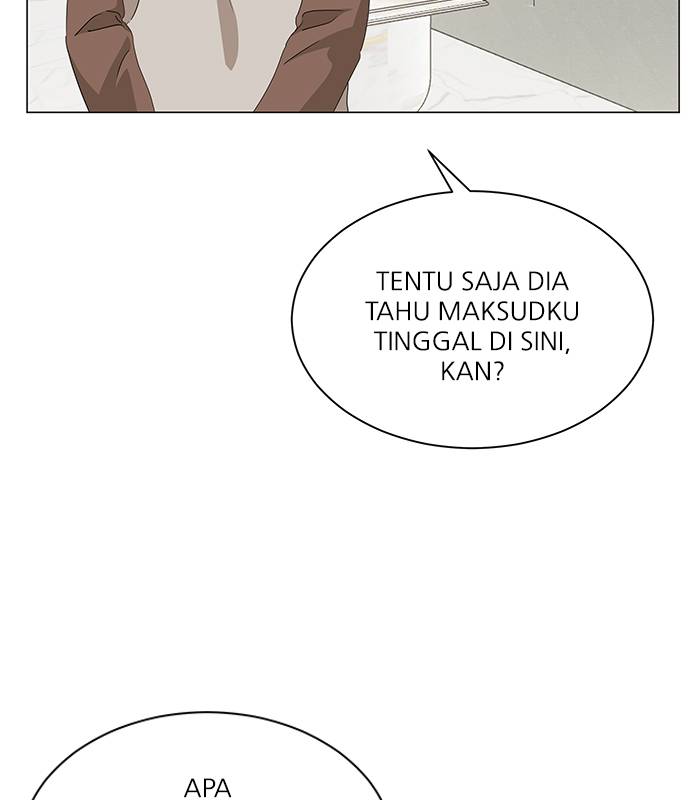 TENTU SAJA DIA
TAHU MAKSUDKU
TINGGAL DI SINI,
KAN?
APA